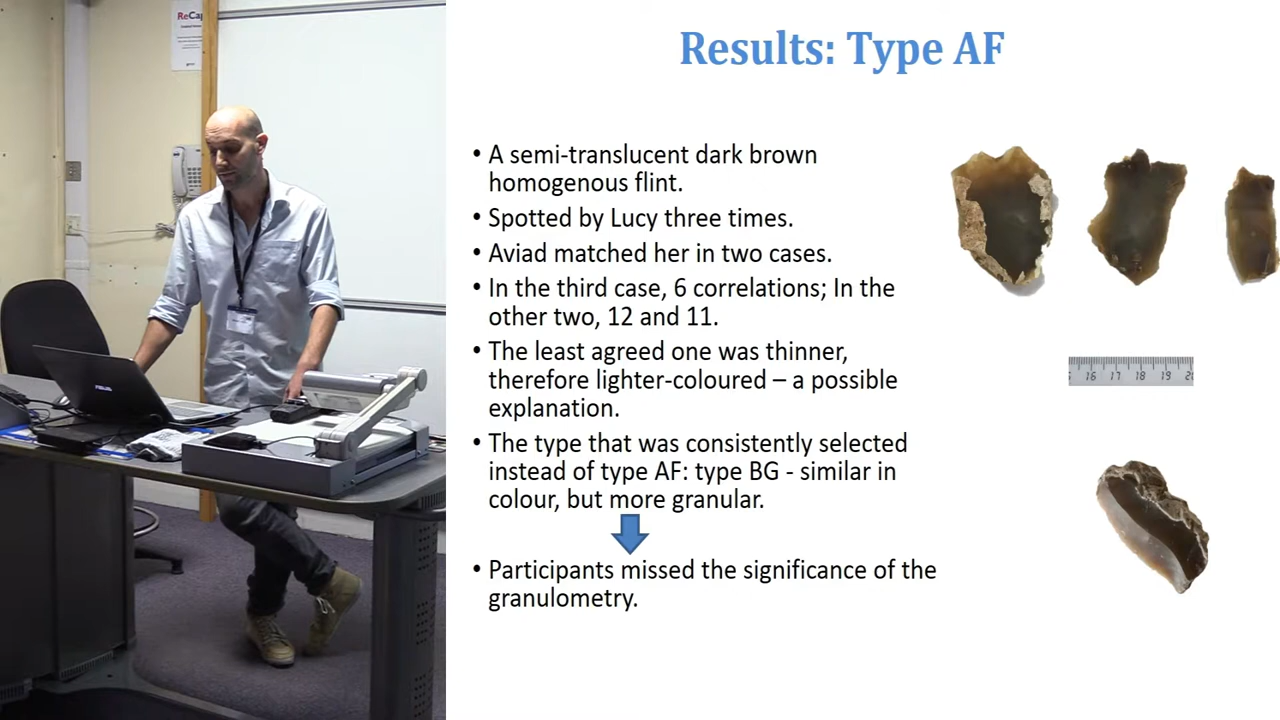 ReCap
Results: Type AF
• A semi-translucent dark brown
homogenous flint.
• Spotted by Lucy three times.
• Aviad matched her in two cases.
• In the third case, 6 correlations; In the
other two, 12 and 11.
• The least agreed one was thinner,
therefore lighter-coloured – a possible
explanation.
• The type that was consistently selected
instead of type AF: type BG - similar in
colour, but more granular.
• Participants missed the significance of the
granulometry.
16 17 18 19
ASUS